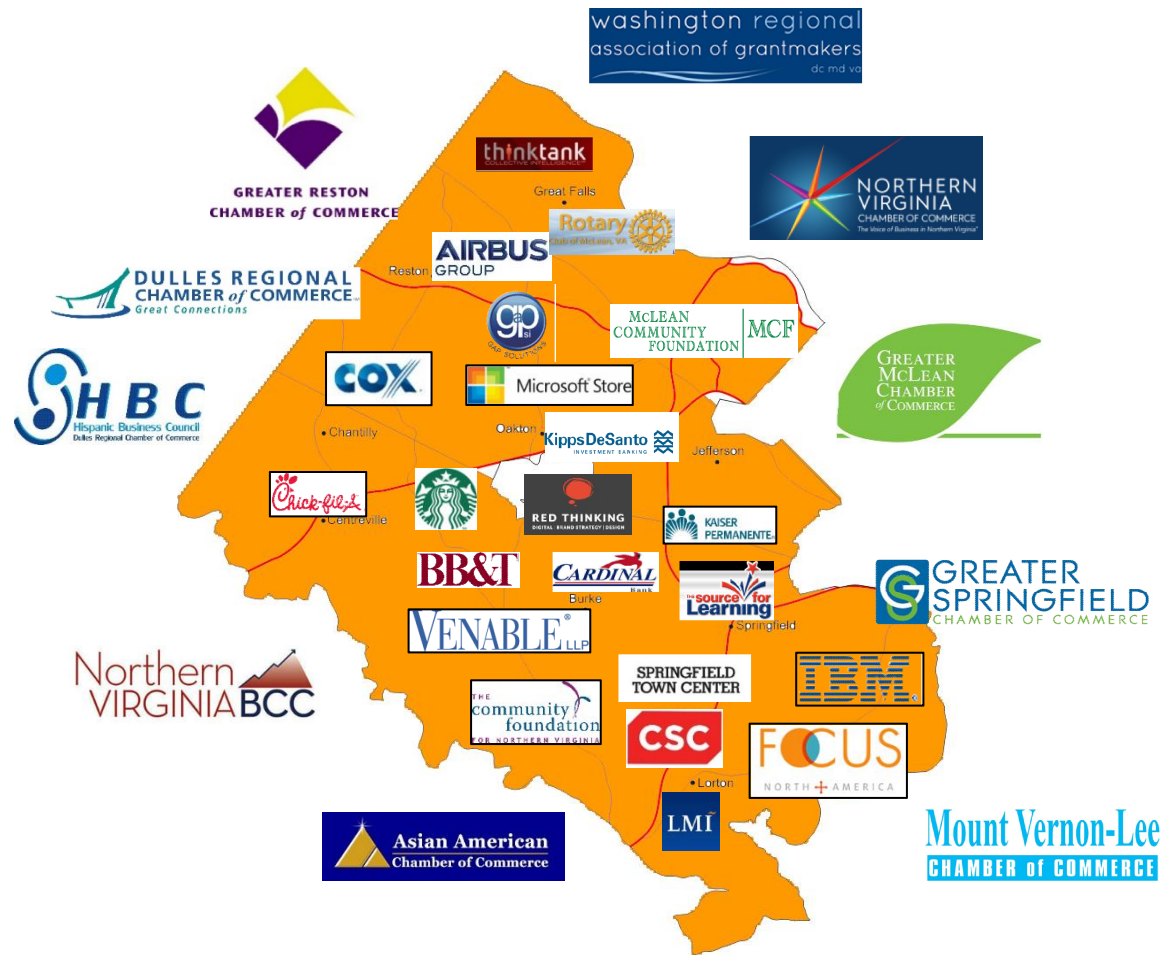 washington regional
association of grantmakers
dc md va
GREATER RESTON
CHAMBER of COMMERCE
thinktank
COLLECTIVE INTELLIGENCE
Great Falls
NORTHERN
VIRGINIA
CHAMBER OF COMMERCE
The Voice of Business in Northern Virginia®
Rotary
Club of McLean, VA
AIRBUS
GROUP
Reston
DULLES REGIONAL
CHAMBER of COMMERCE
Great Connections
gap
SI
GAP SOLUTIONS
MCLEAN
COMMUNITY
FOUNDATION
MCF
GREATER
MCLEAN
CHAMBER
of COMMERCE
HBC
Hispanic Business Council
Dulles Regional Chamber of Commerce
COX
Microsoft Store
Chantilly
Oakton
KippsDeSanto
INVESTMENT BANKING
Jefferson
Chick-fil-A
Centreville
RED THINKING
DIGITAL | BRAND STRATEGY | DESIGN
KAISER
PERMANENTE®
BB&T
CARDINAL
Bank
Burke
THE source for
Learning
Springfield
GS
GREATER
SPRINGFIELD
CHAMBER OF COMMERCE
VENABLE®
LLP
Northern
VIRGINIABCC
SPRINGFIELD
TOWN CENTER
IBM®
THE
community
foundation
FOR NORTHERN VIRGINIA
CSC
FOCUS
NORTH AMERICA
Lorton
LMI
Asian American
Chamber of Commerce
Mount Vernon-Lee
CHAMBER of COMMERCE